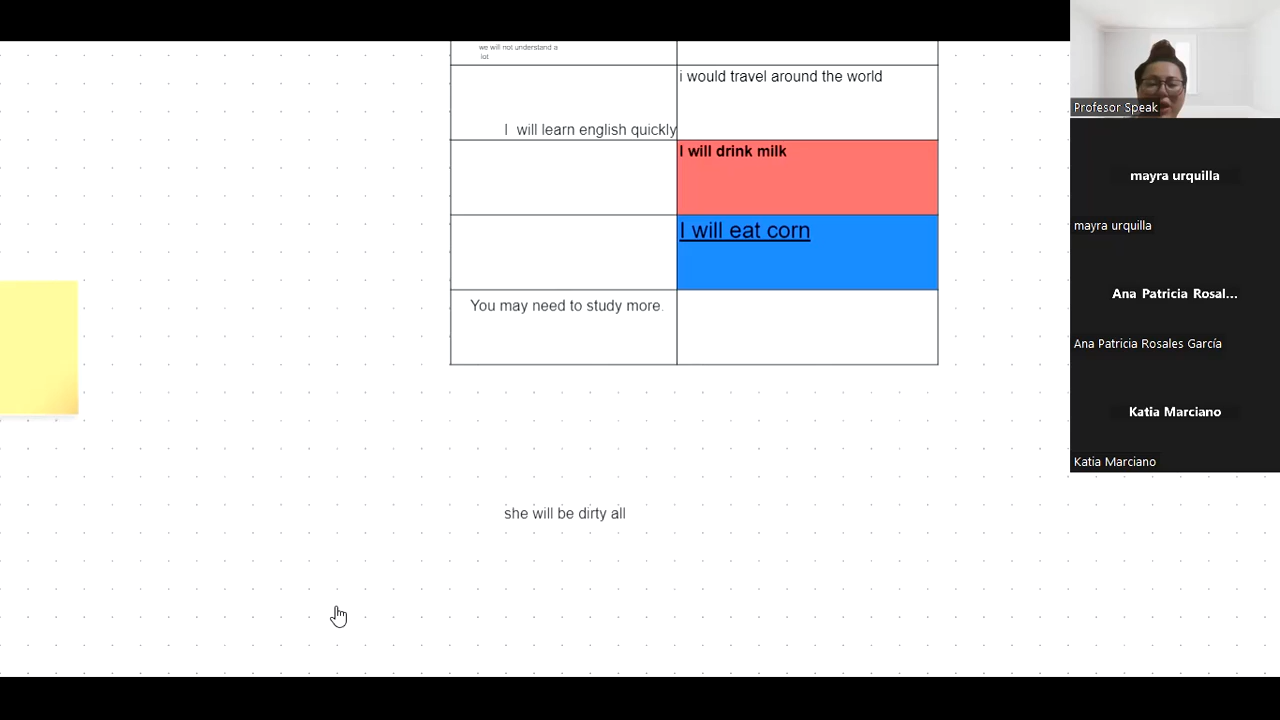 we will not understand a
lot
i would travel around the world
I will learn english quickly
I will drink milk
I will eat corn
You may need to study more.
she will be dirty all
Profesor Speak
mayra urquilla
mayra urquilla
Ana Patricia Rosal...
Ana Patricia Rosales García
Katia Marciano
Katia Marciano